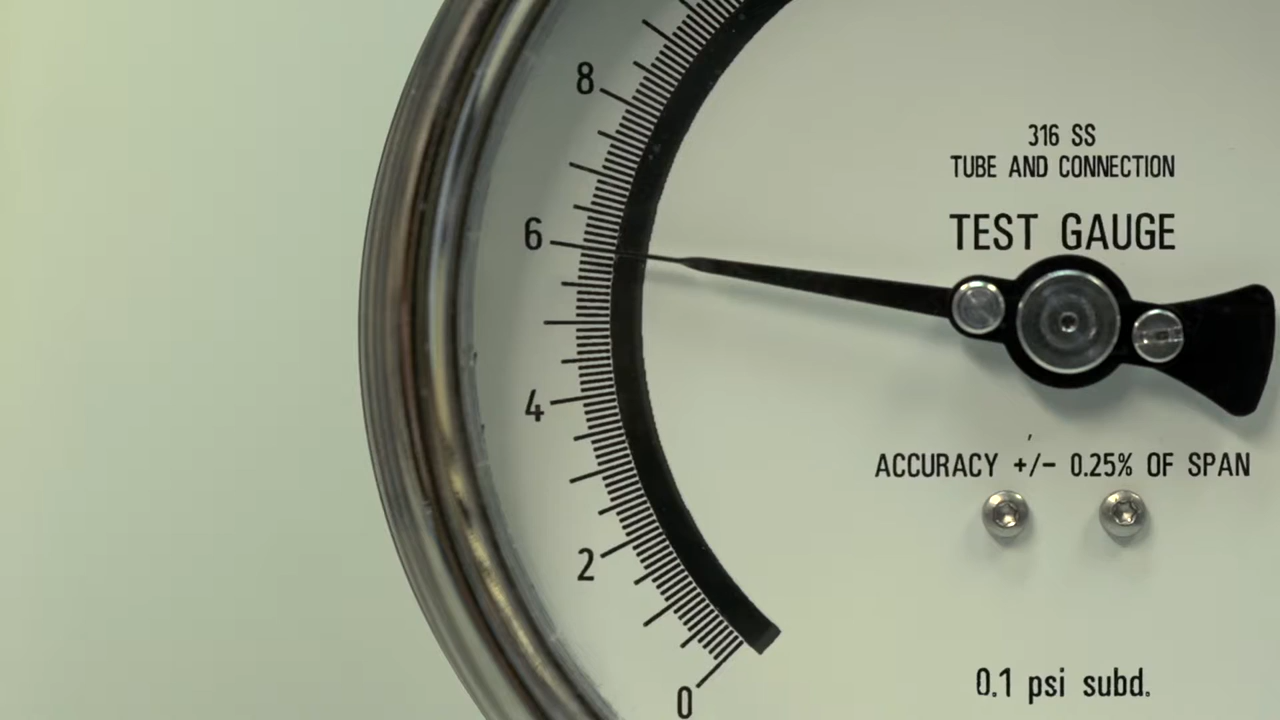 8
6
4
2
0
316 SS
TUBE AND CONNECTION
TEST GAUGE
ACCURACY +/- 0.25% OF SPAN
0.1 psi subd.